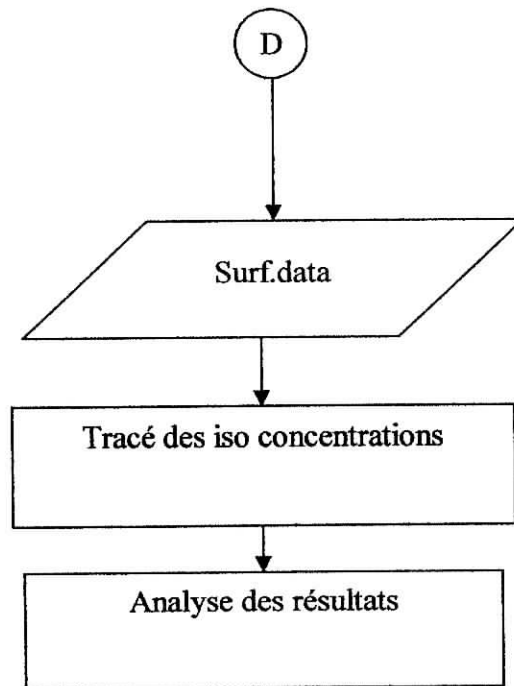 D
Surf.data
Tracé des iso concentrations
Analyse des résultats